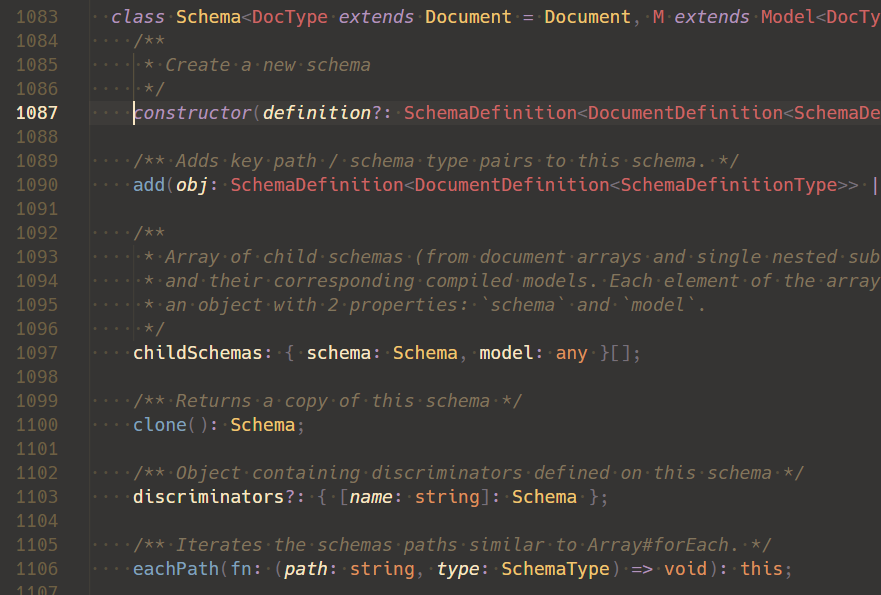 1083 class Schema<DocType extends Document = Document, M extends Model<DocTy
1084 /**
1085 * Create a new schema
1086 */
1087 constructor(definition?: SchemaDefinition<DocumentDefinition<SchemaDe
1088
1089 /** Adds key path / schema type pairs to this schema. */
1090 add(obj: SchemaDefinition<DocumentDefinition<SchemaDefinitionType>> |
1091
1092 /**
1093 * Array of child schemas (from document arrays and single nested sub
1094 * and their corresponding compiled models. Each element of the array
1095 * an object with 2 properties: `schema` and `model`.
1096 */
1097 childSchemas: { schema: Schema, model: any }[];
1098
1099 /** Returns a copy of this schema */
1100 clone(): Schema;
1101
1102 /** Object containing discriminators defined on this schema */
1103 discriminators?: { [name: string]: Schema };
1104
1105 /** Iterates the schemas paths similar to Array#forEach. */
1106 eachPath(fn: (path: string, type: SchemaType) => void): this;
1107